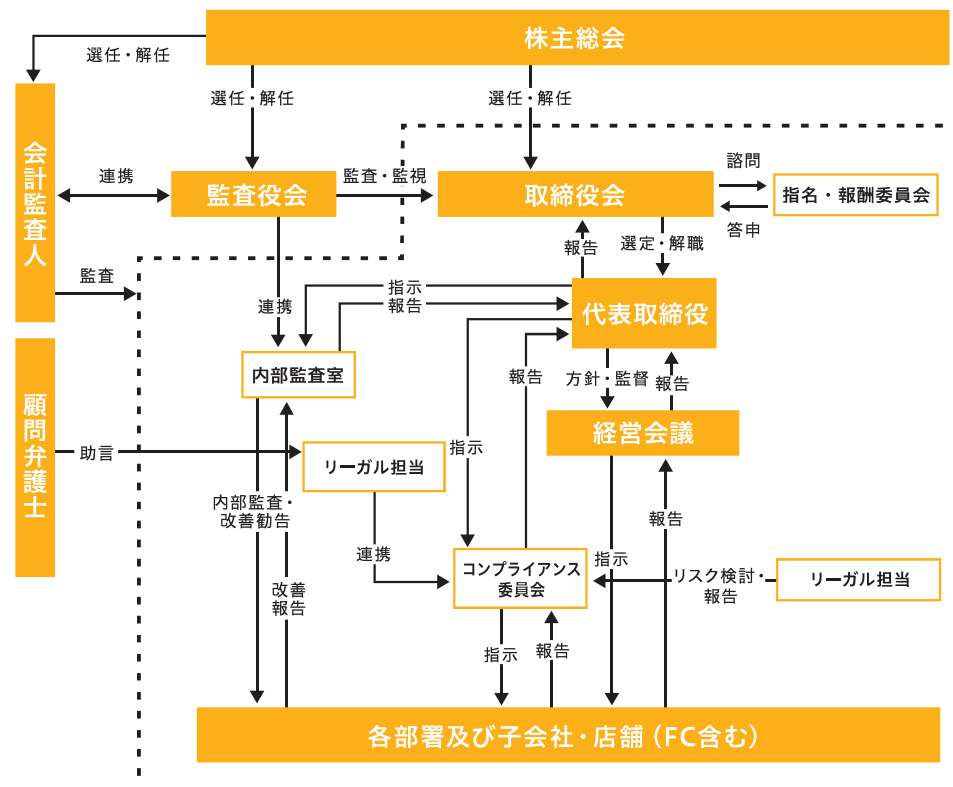 株主総会
選任・解任
選任・解任
選任・解任
会計監査人
連携
監査役会
監査・監視
取締役会
諮問
答申
指名・報酬委員会
報告
選定・解職
監査
連携
指示
報告
代表取締役
内部監査室
報告
方針・監督
報告
経営会議
顧問弁護士
助言
リーガル担当
指示
内部監査・
改善勧告
連携
報告
指示
コンプライアンス
委員会
リスク検討・
報告
リーガル担当
改善
報告
指示
報告
各部署及び子会社・店舗（FC含む）